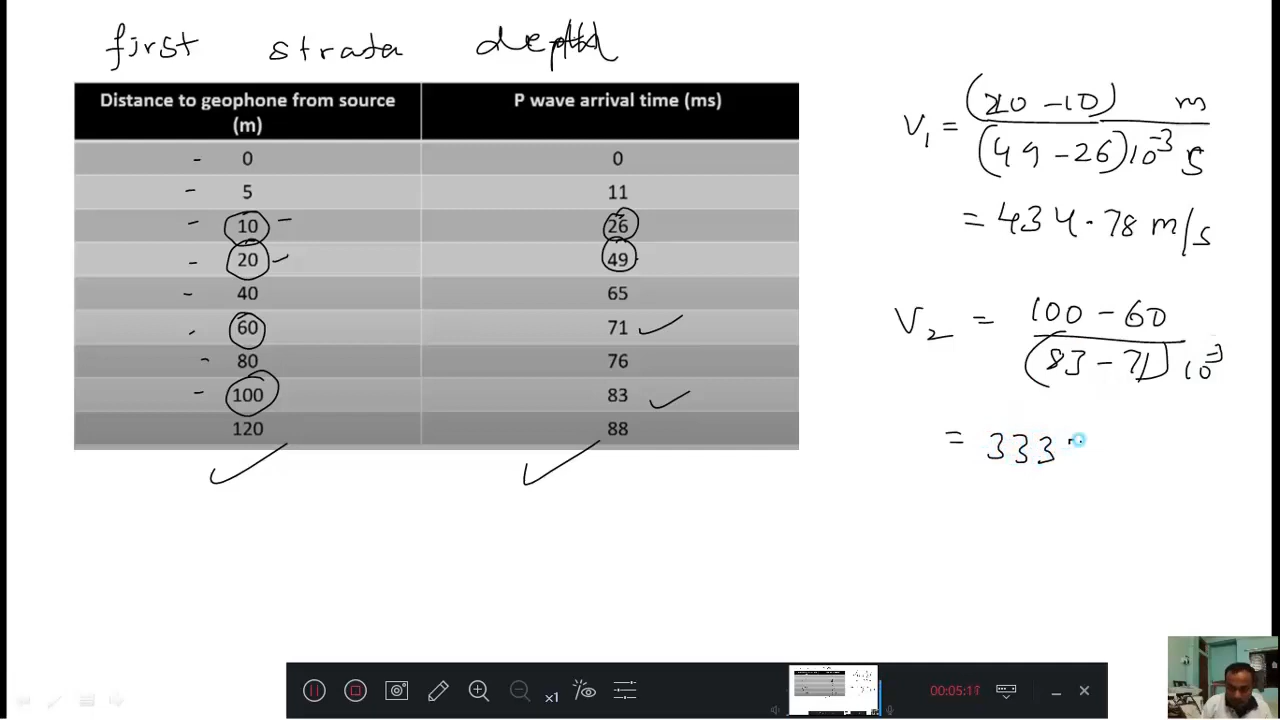 first strata depth
Distance to geophone from source (m) P wave arrival time (ms)
0 0
5 11
10 26
20 49
40 65
60 71
80 76
100 83
120 88
V1 = (20 - 10) m
(49 - 26) 10^-3 s
= 434.78 m/s
V2 = 100 - 60
(83 - 71) 10^-3
= 333
x1
00:05:11